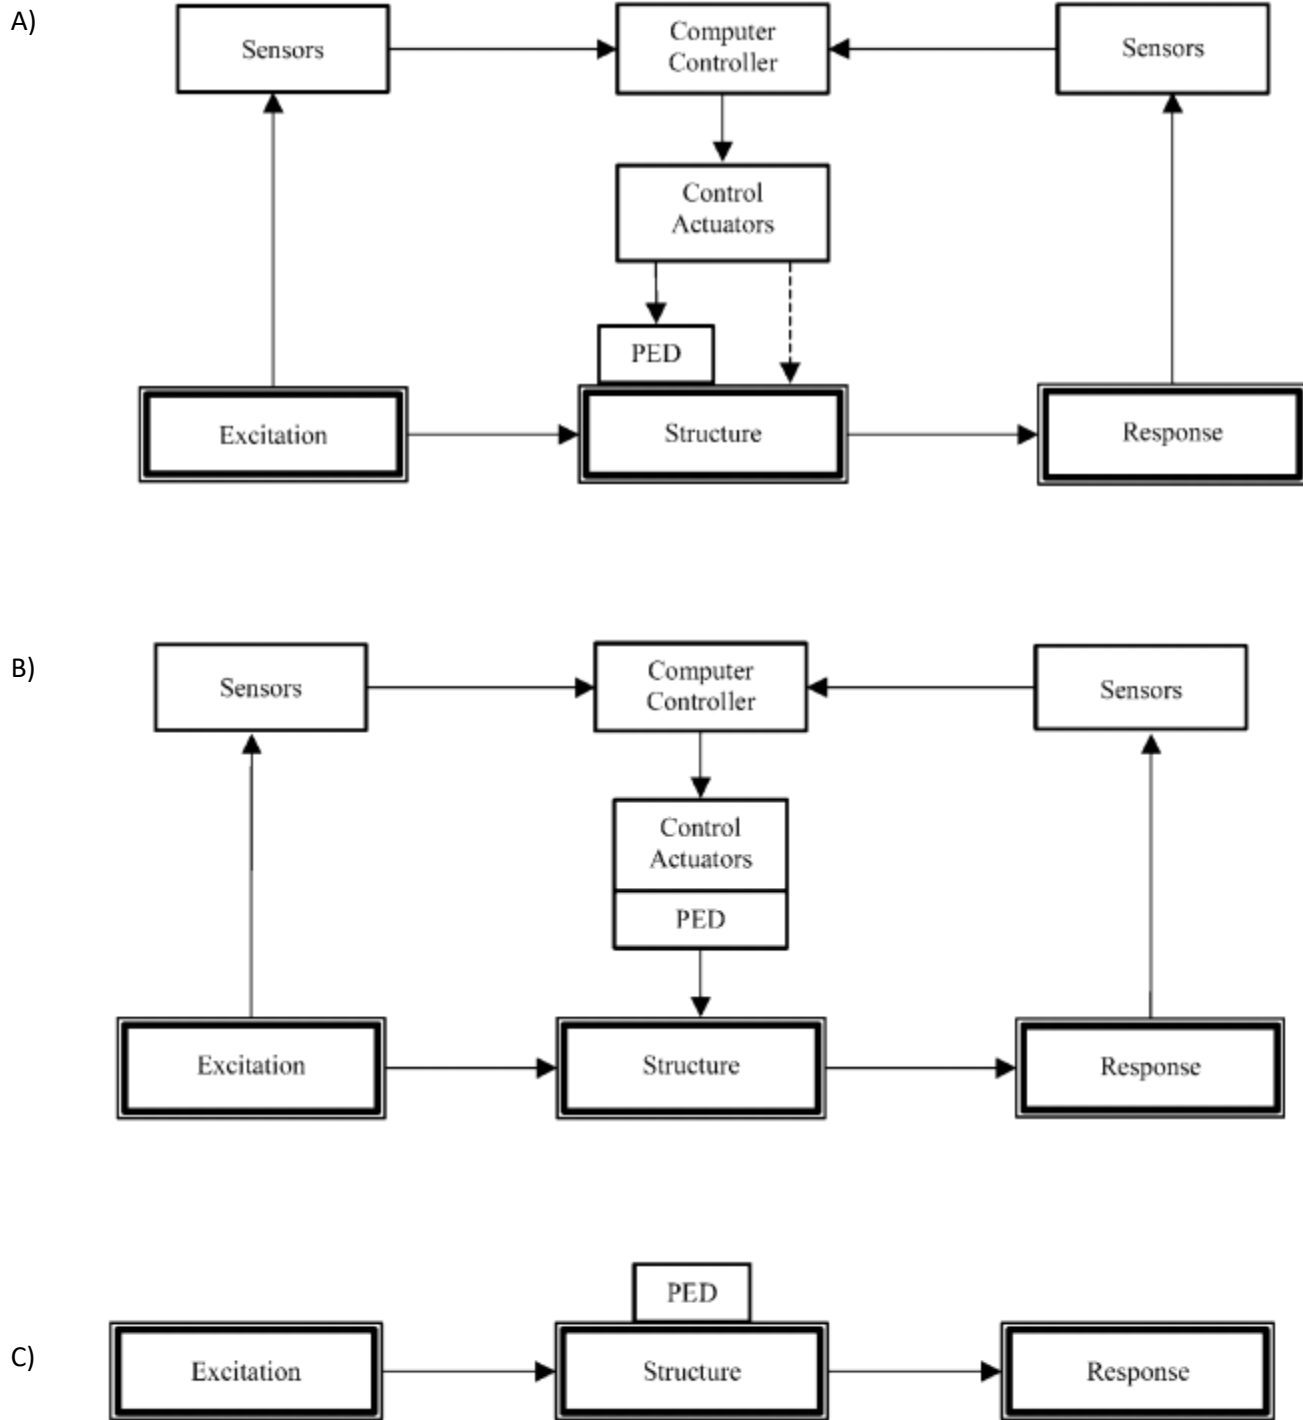 A)
Sensors
Computer
Controller
Sensors
Control
Actuators
PED
Excitation
Structure
Response
B)
Sensors
Computer
Controller
Sensors
Control
Actuators
PED
Excitation
Structure
Response
C)
PED
Excitation
Structure
Response